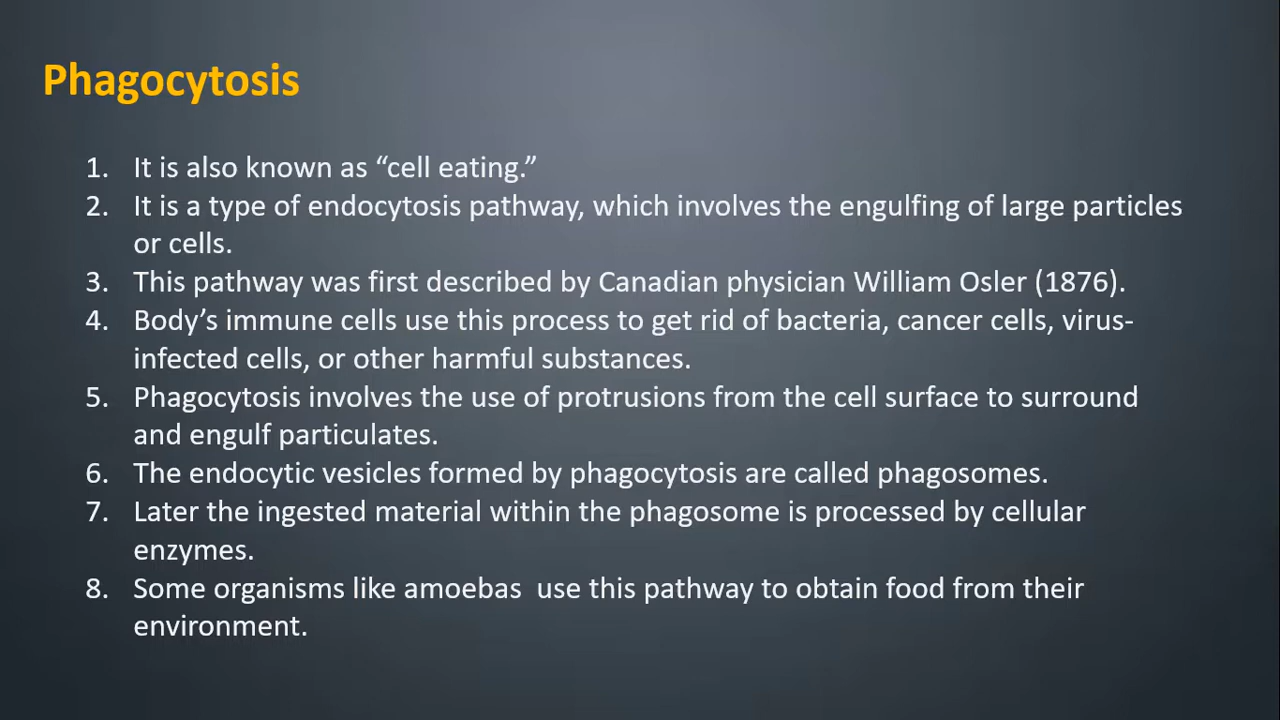 Phagocytosis
1. It is also known as “cell eating.”
2. It is a type of endocytosis pathway, which involves the engulfing of large particles
or cells.
3. This pathway was first described by Canadian physician William Osler (1876).
4. Body’s immune cells use this process to get rid of bacteria, cancer cells, virus-
infected cells, or other harmful substances.
5. Phagocytosis involves the use of protrusions from the cell surface to surround
and engulf particulates.
6. The endocytic vesicles formed by phagocytosis are called phagosomes.
7. Later the ingested material within the phagosome is processed by cellular
enzymes.
8. Some organisms like amoebas  use this pathway to obtain food from their
environment.